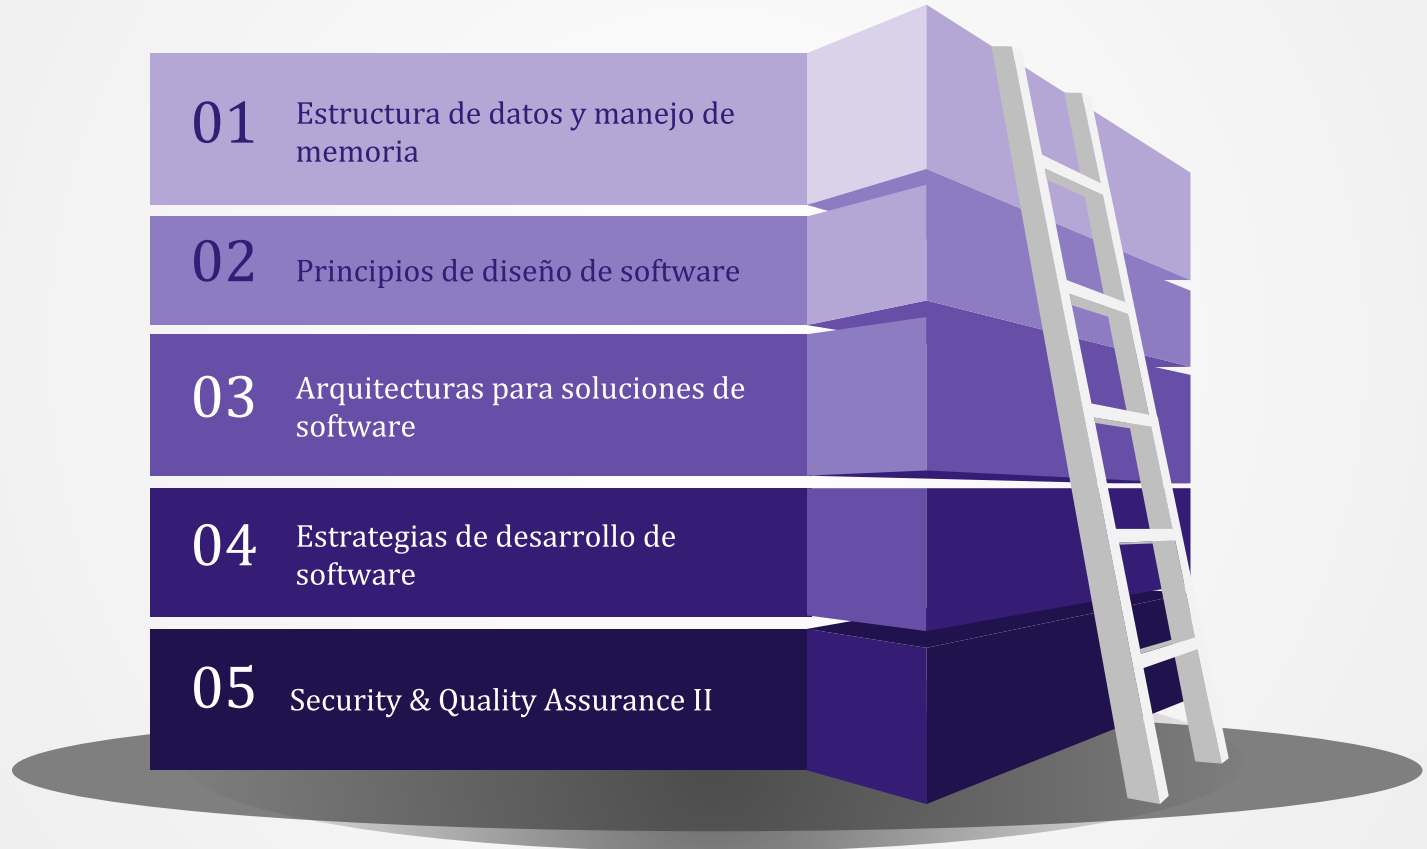 01
Estructura de datos y manejo de
memoria
02
Principios de diseño de software
03
Arquitecturas para soluciones de
software
04
Estrategias de desarrollo de
software
05
Security & Quality Assurance II